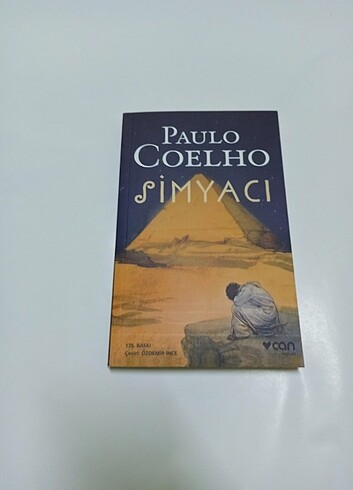 PAULO
COELHO
SİMYACI
Çeviri: ÖZDEMİR İNCE
can